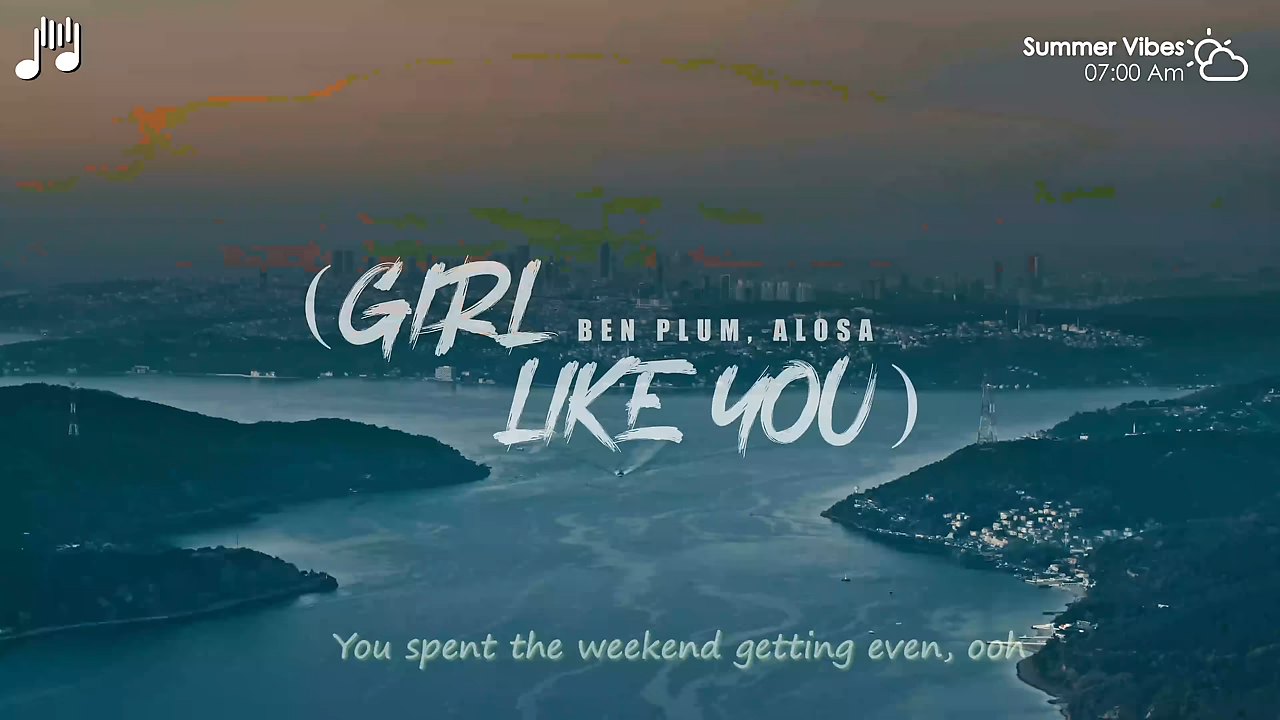 Summer Vibes
07:00 Am
(GIRL
BEN PLUM, ALOSA
LIKE YOU)
You spent the weekend getting even, ooh